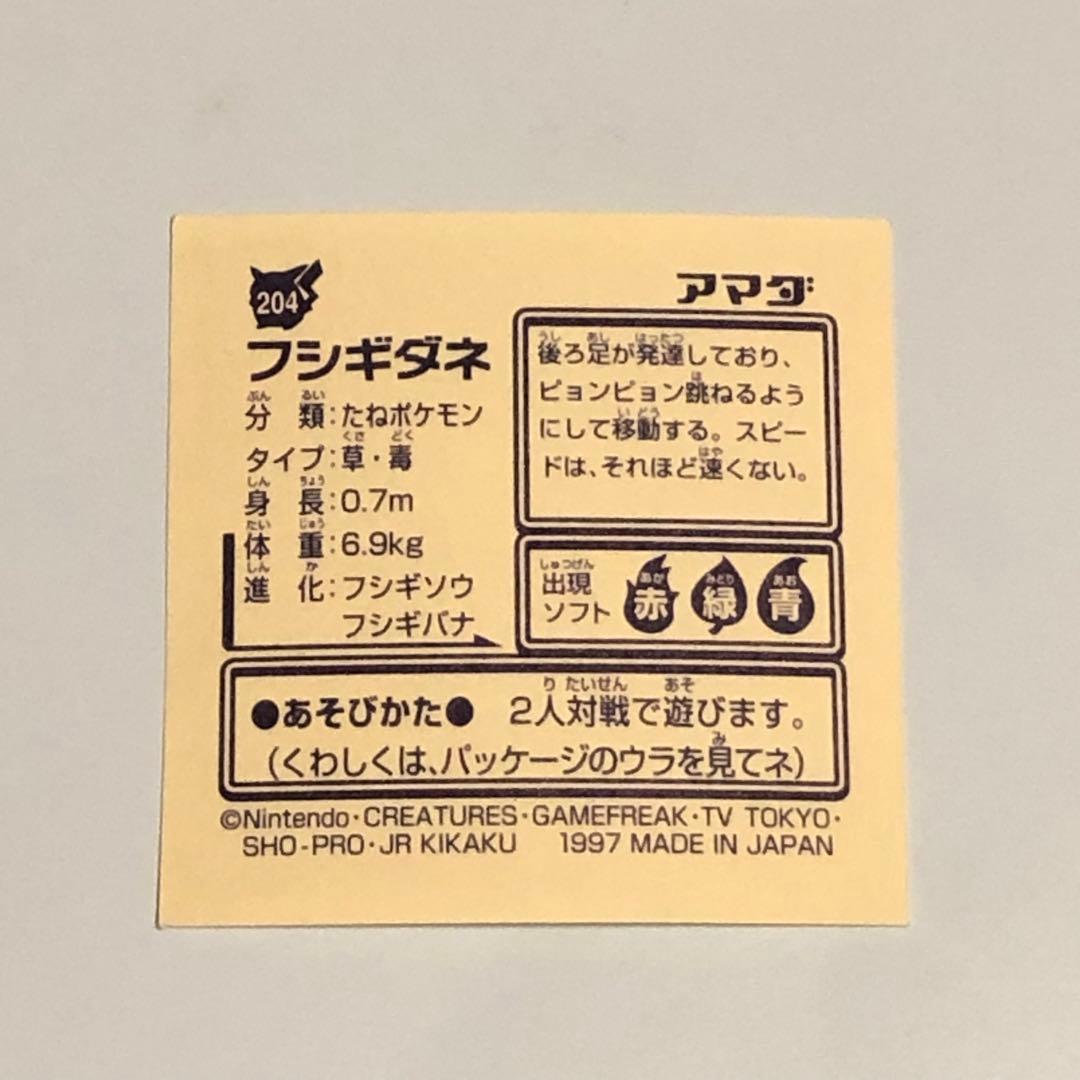 204
アマダ
フシギダネ
分類:たねポケモン
タイプ:草・毒
身長:0.7m
体重:6.9kg
進化:フシギソウ
フシギバナ
後ろ足が発達しており、
ピョンピョン跳ねるよう
にして移動する。スピー
ドは、それほど速くない。
出現
ソフト
赤 緑 青
●あそびかた● 2人対戦で遊びます。
(くわしくは、パッケージのウラを見てネ)
©Nintendo・CREATURES・GAMEFREAK・TV TOKYO・
SHO-PRO・JR KIKAKU 1997 MADE IN JAPAN